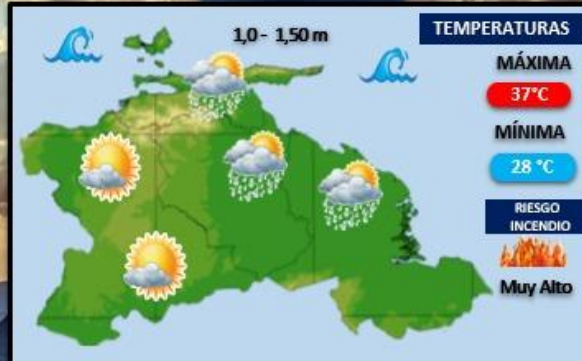 1,0 - 1,50 m
TEMPERATURAS
MÁXIMA
37°C
MÍNIMA
28 °C
RIESGO
INCENDIO
Muy Alto